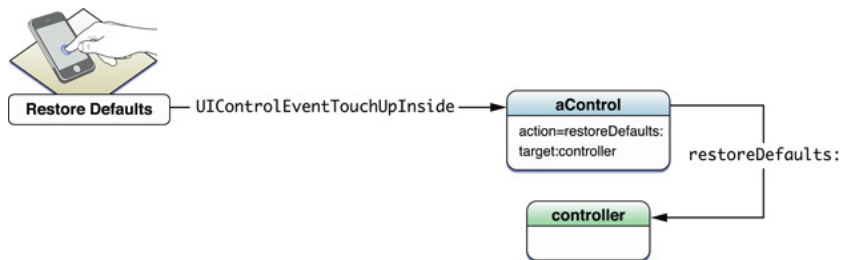 Restore Defaults
UIControlEventTouchUpInside
aControl
action=restoreDefaults:
target:controller
restoreDefaults:
controller